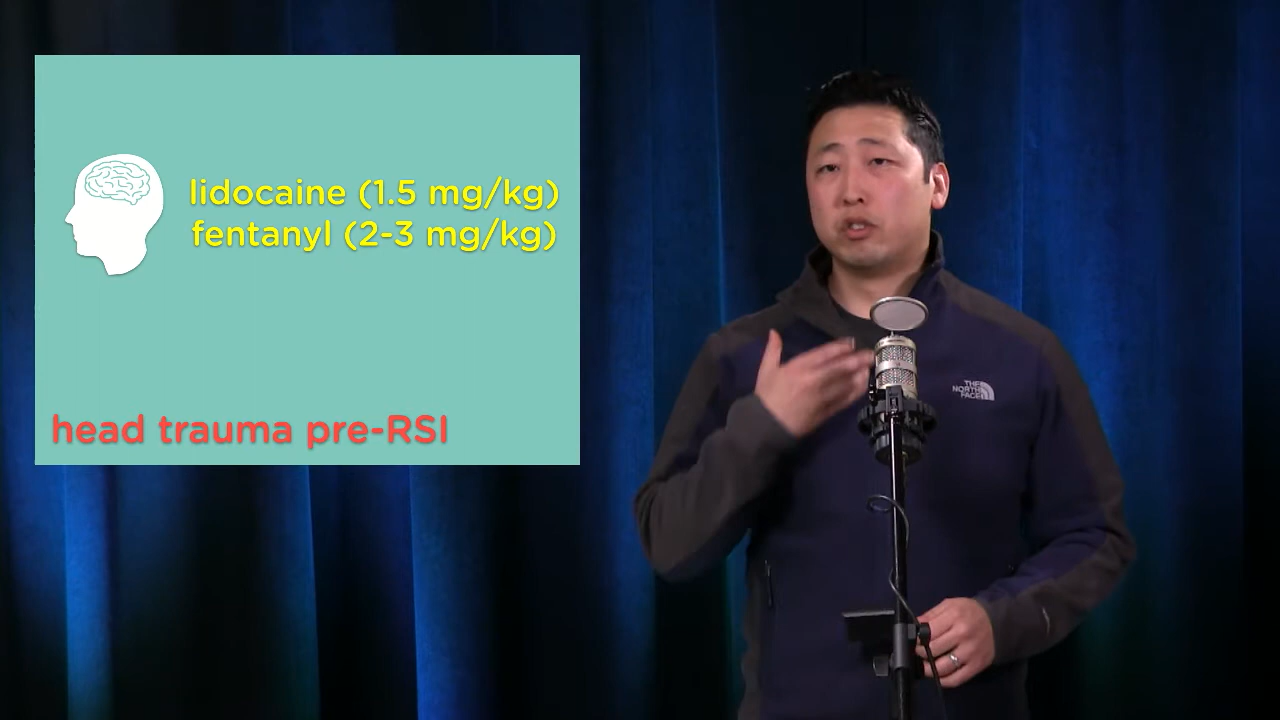 lidocaine (1.5 mg/kg)
fentanyl (2-3 mg/kg)
head trauma pre-RSI
THE
NORTH
FACE